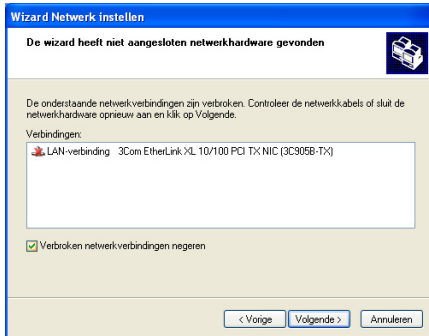 Wizard Netwerk instellen
De wizard heeft niet aangesloten netwerkhardware gevonden
De onderstaande netwerkverbindingen zijn verbroken. Controleer de netwerkkabels of sluit de
netwerkhardware opnieuw aan en klik op Volgende.
Verbindingen:
LAN-verbinding 3Com EtherLink XL 10/100 PCI TX NIC (3C905B-TX)
Verbroken netwerkverbindingen negeren
< Vorige Volgende > Annuleren